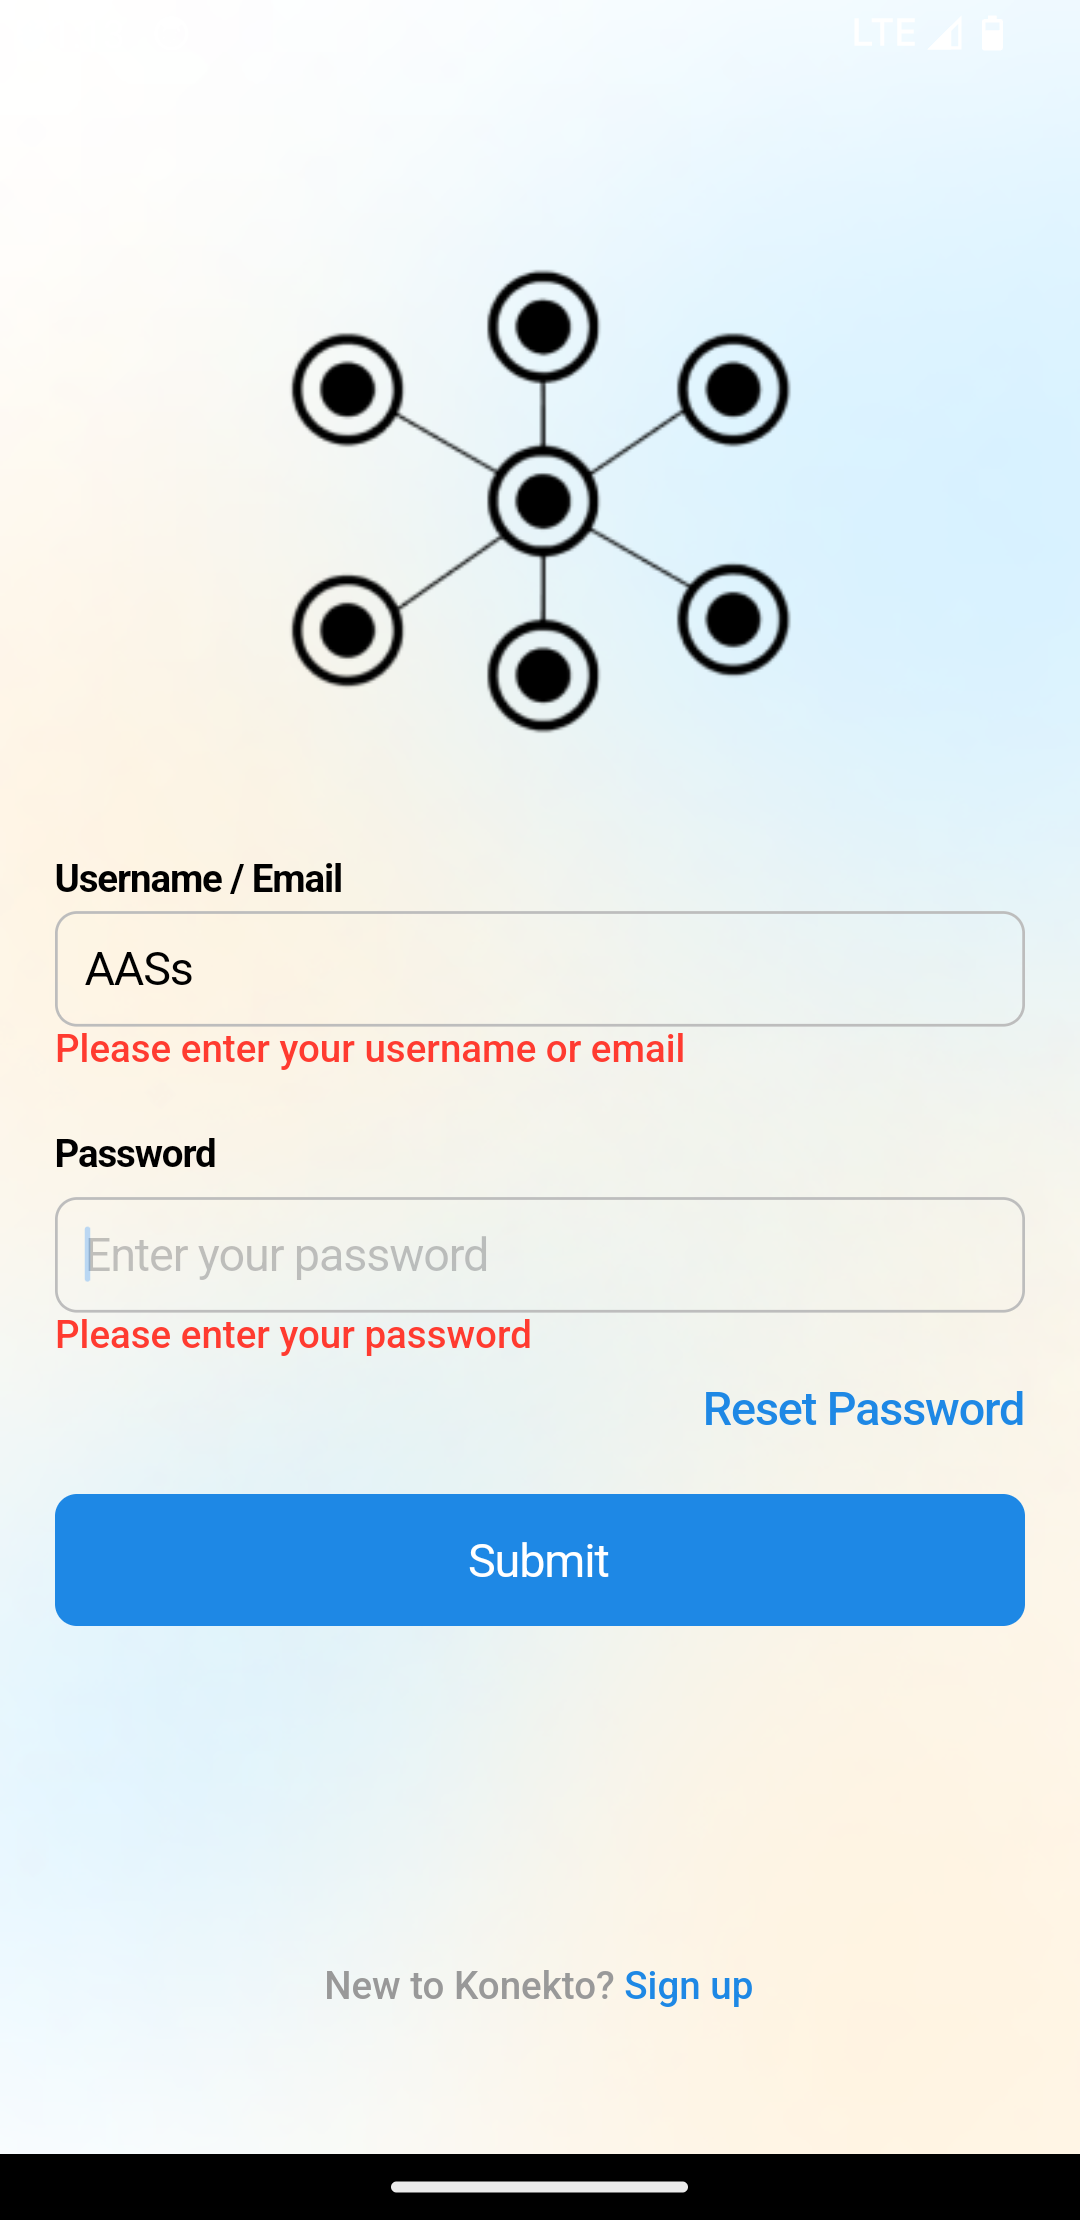 LTE
Username / Email
AASs
Please enter your username or email
Password
Enter your password
Please enter your password
Reset Password
Submit
New to Konekto? Sign up